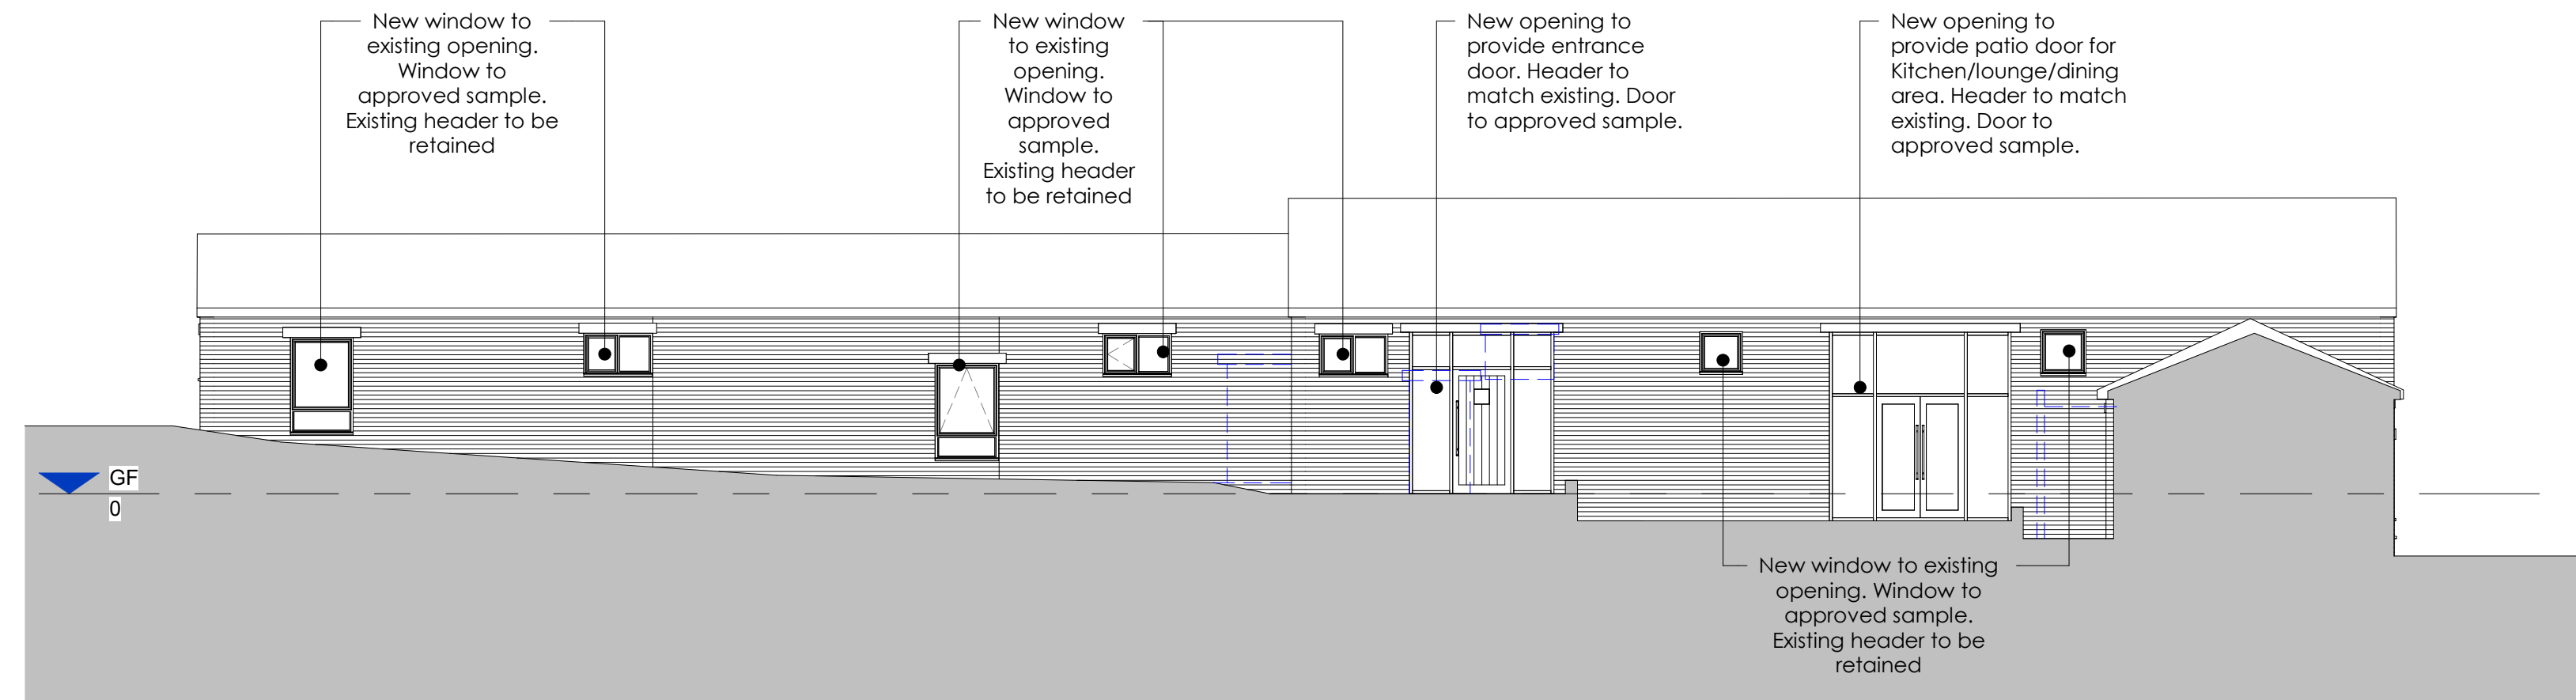 New window to
existing opening.
Window to
approved sample.
Existing header to be
retained
New window
to existing
opening.
Window to
approved
sample.
Existing header
to be retained
New opening to
provide entrance
door. Header to
match existing. Door
to approved sample.
New opening to
provide patio door for
Kitchen/lounge/dining
area. Header to match
existing. Door to
approved sample.
GF
0
New window to existing
opening. Window to
approved sample.
Existing header to be
retained